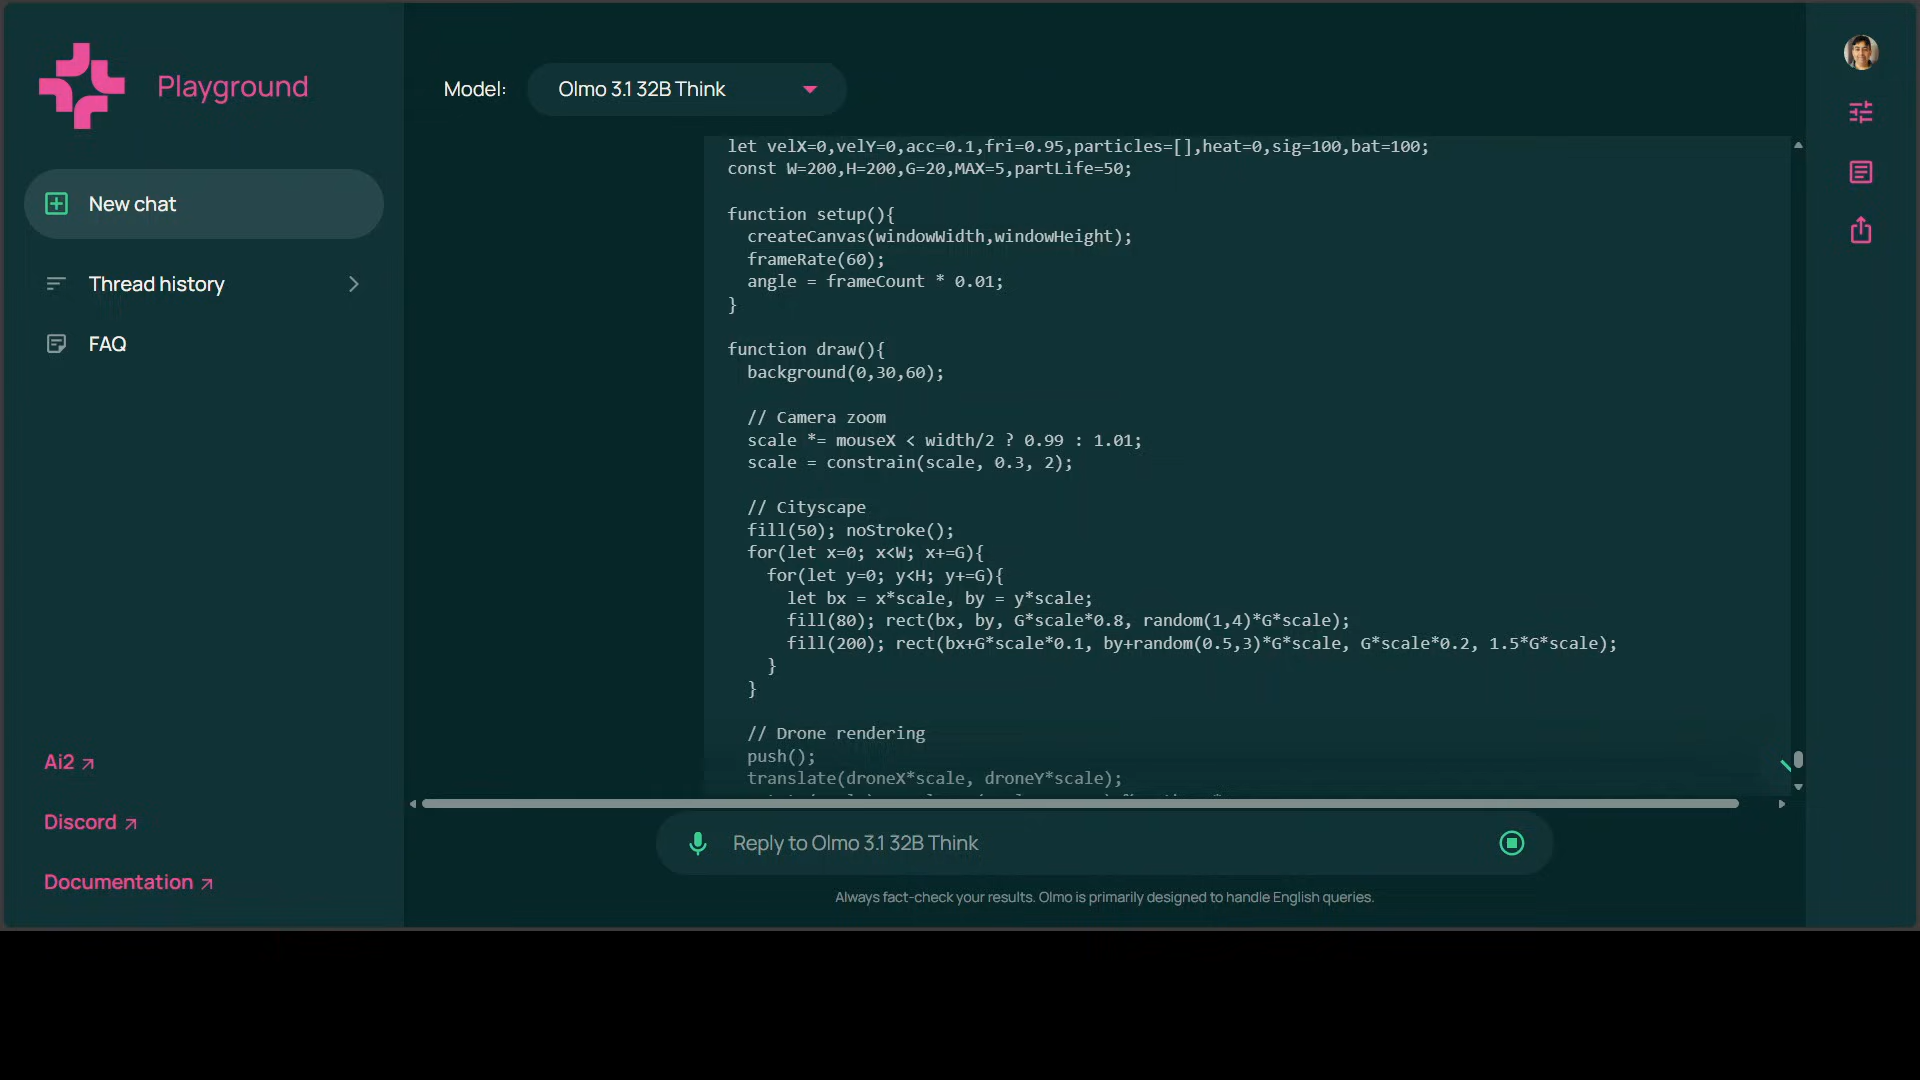 Playground
New chat
Thread history
FAQ
Ai2
Discord
Documentation
Model:
Olmo 3.1 32B Think
let velX=0,velY=0,acc=0.1,fri=0.95,particles=[],heat=0,sig=100,bat=100;
const W=200,H=200,G=20,MAX=5,partLife=50;
function setup(){
createCanvas(windowWidth,windowHeight);
frameRate(60);
angle = frameCount * 0.01;
}
function draw(){
background(0,30,60);
// Camera zoom
scale *= mouseX < width/2 ? 0.99 : 1.01;
scale = constrain(scale, 0.3, 2);
// Cityscape
fill(50); noStroke();
for(let x=0; x<W; x+=G){
for(let y=0; y<H; y+=G){
let bx = x*scale, by = y*scale;
fill(80); rect(bx, by, G*scale*0.8, random(1,4)*G*scale);
fill(200); rect(bx+G*scale*0.1, by+random(0.5,3)*G*scale, G*scale*0.2, 1.5*G*scale);
}
}
// Drone rendering
push();
translate(droneX*scale, droneY*scale);
Reply to Olmo 3.1 32B Think
Always fact-check your results. Olmo is primarily designed to handle English queries.